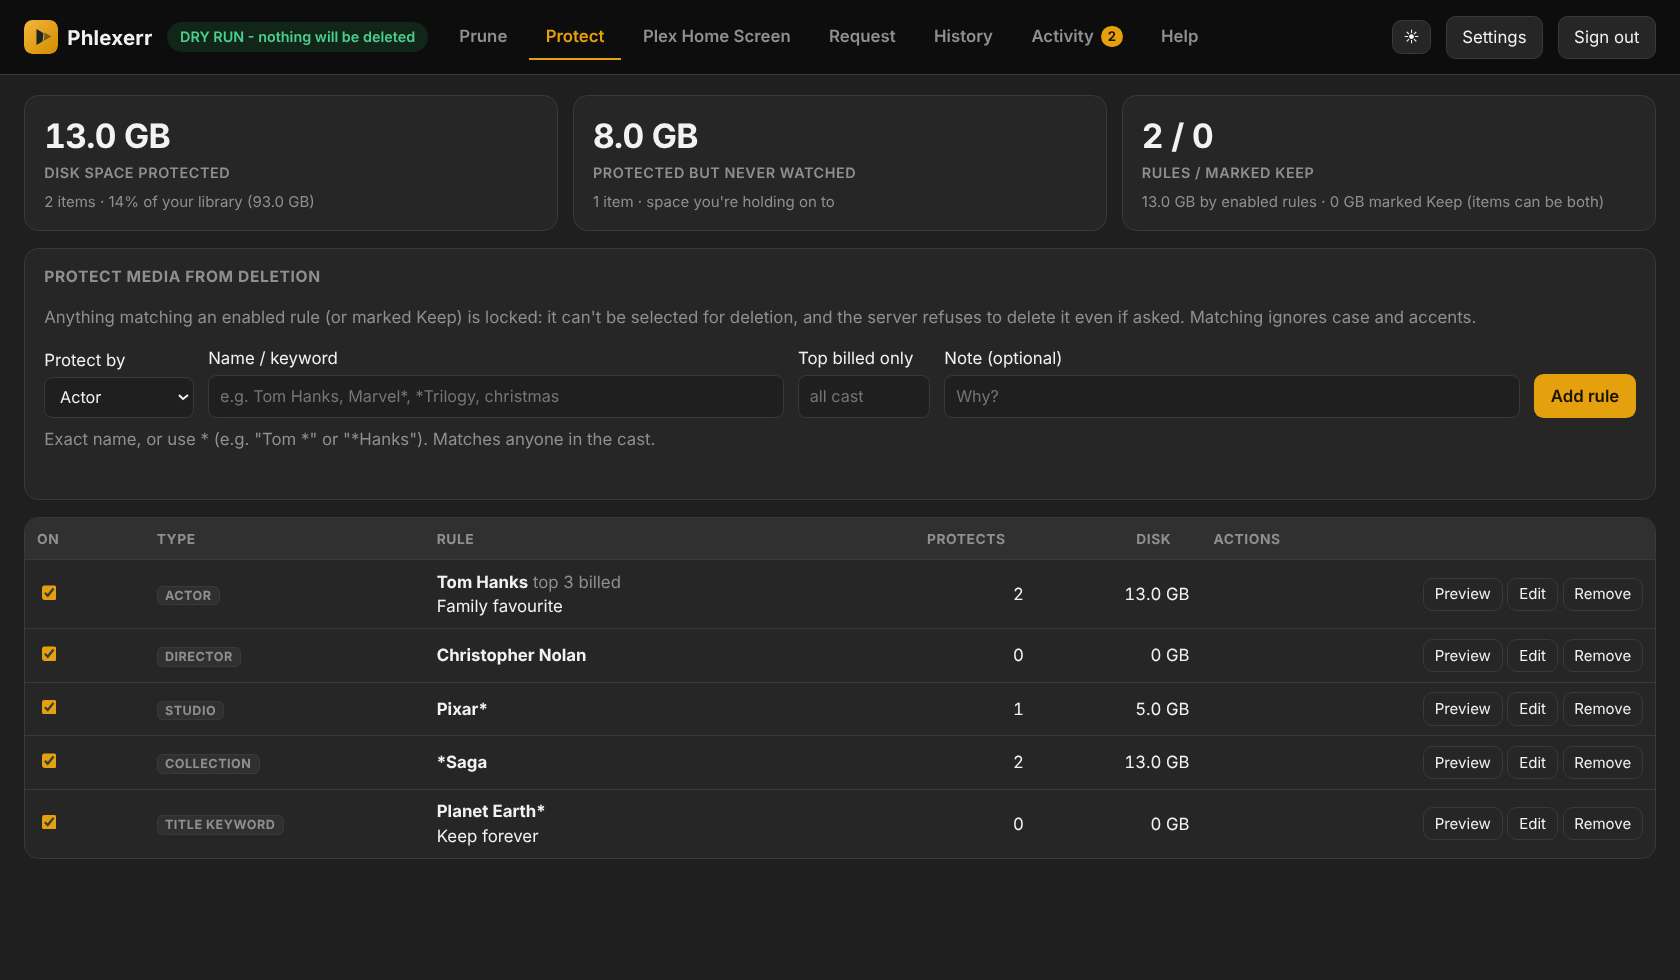 Phlexerr
DRY RUN - nothing will be deleted
Prune
Protect
Plex Home Screen
Request
History
Activity 2
Help
Settings
Sign out
13.0 GB
DISK SPACE PROTECTED
2 items · 14% of your library (93.0 GB)
8.0 GB
PROTECTED BUT NEVER WATCHED
1 item · space you're holding on to
2 / 0
RULES / MARKED KEEP
13.0 GB by enabled rules · 0 GB marked Keep (items can be both)
PROTECT MEDIA FROM DELETION
Anything matching an enabled rule (or marked Keep) is locked: it can't be selected for deletion, and the server refuses to delete it even if asked. Matching ignores case and accents.
Protect by
Name / keyword
Top billed only
Note (optional)
Actor
e.g. Tom Hanks, Marvel*, *Trilogy, christmas
all cast
Why?
Add rule
Exact name, or use * (e.g. "Tom *" or "*Hanks"). Matches anyone in the cast.
ON TYPE RULE PROTECTS DISK ACTIONS
ACTOR
Tom Hanks top 3 billed
Family favourite
2 13.0 GB Preview Edit Remove
DIRECTOR Christopher Nolan 0 0 GB Preview Edit Remove
STUDIO Pixar* 1 5.0 GB Preview Edit Remove
COLLECTION *Saga 2 13.0 GB Preview Edit Remove
TITLE KEYWORD
Planet Earth*
Keep forever
0 0 GB Preview Edit Remove